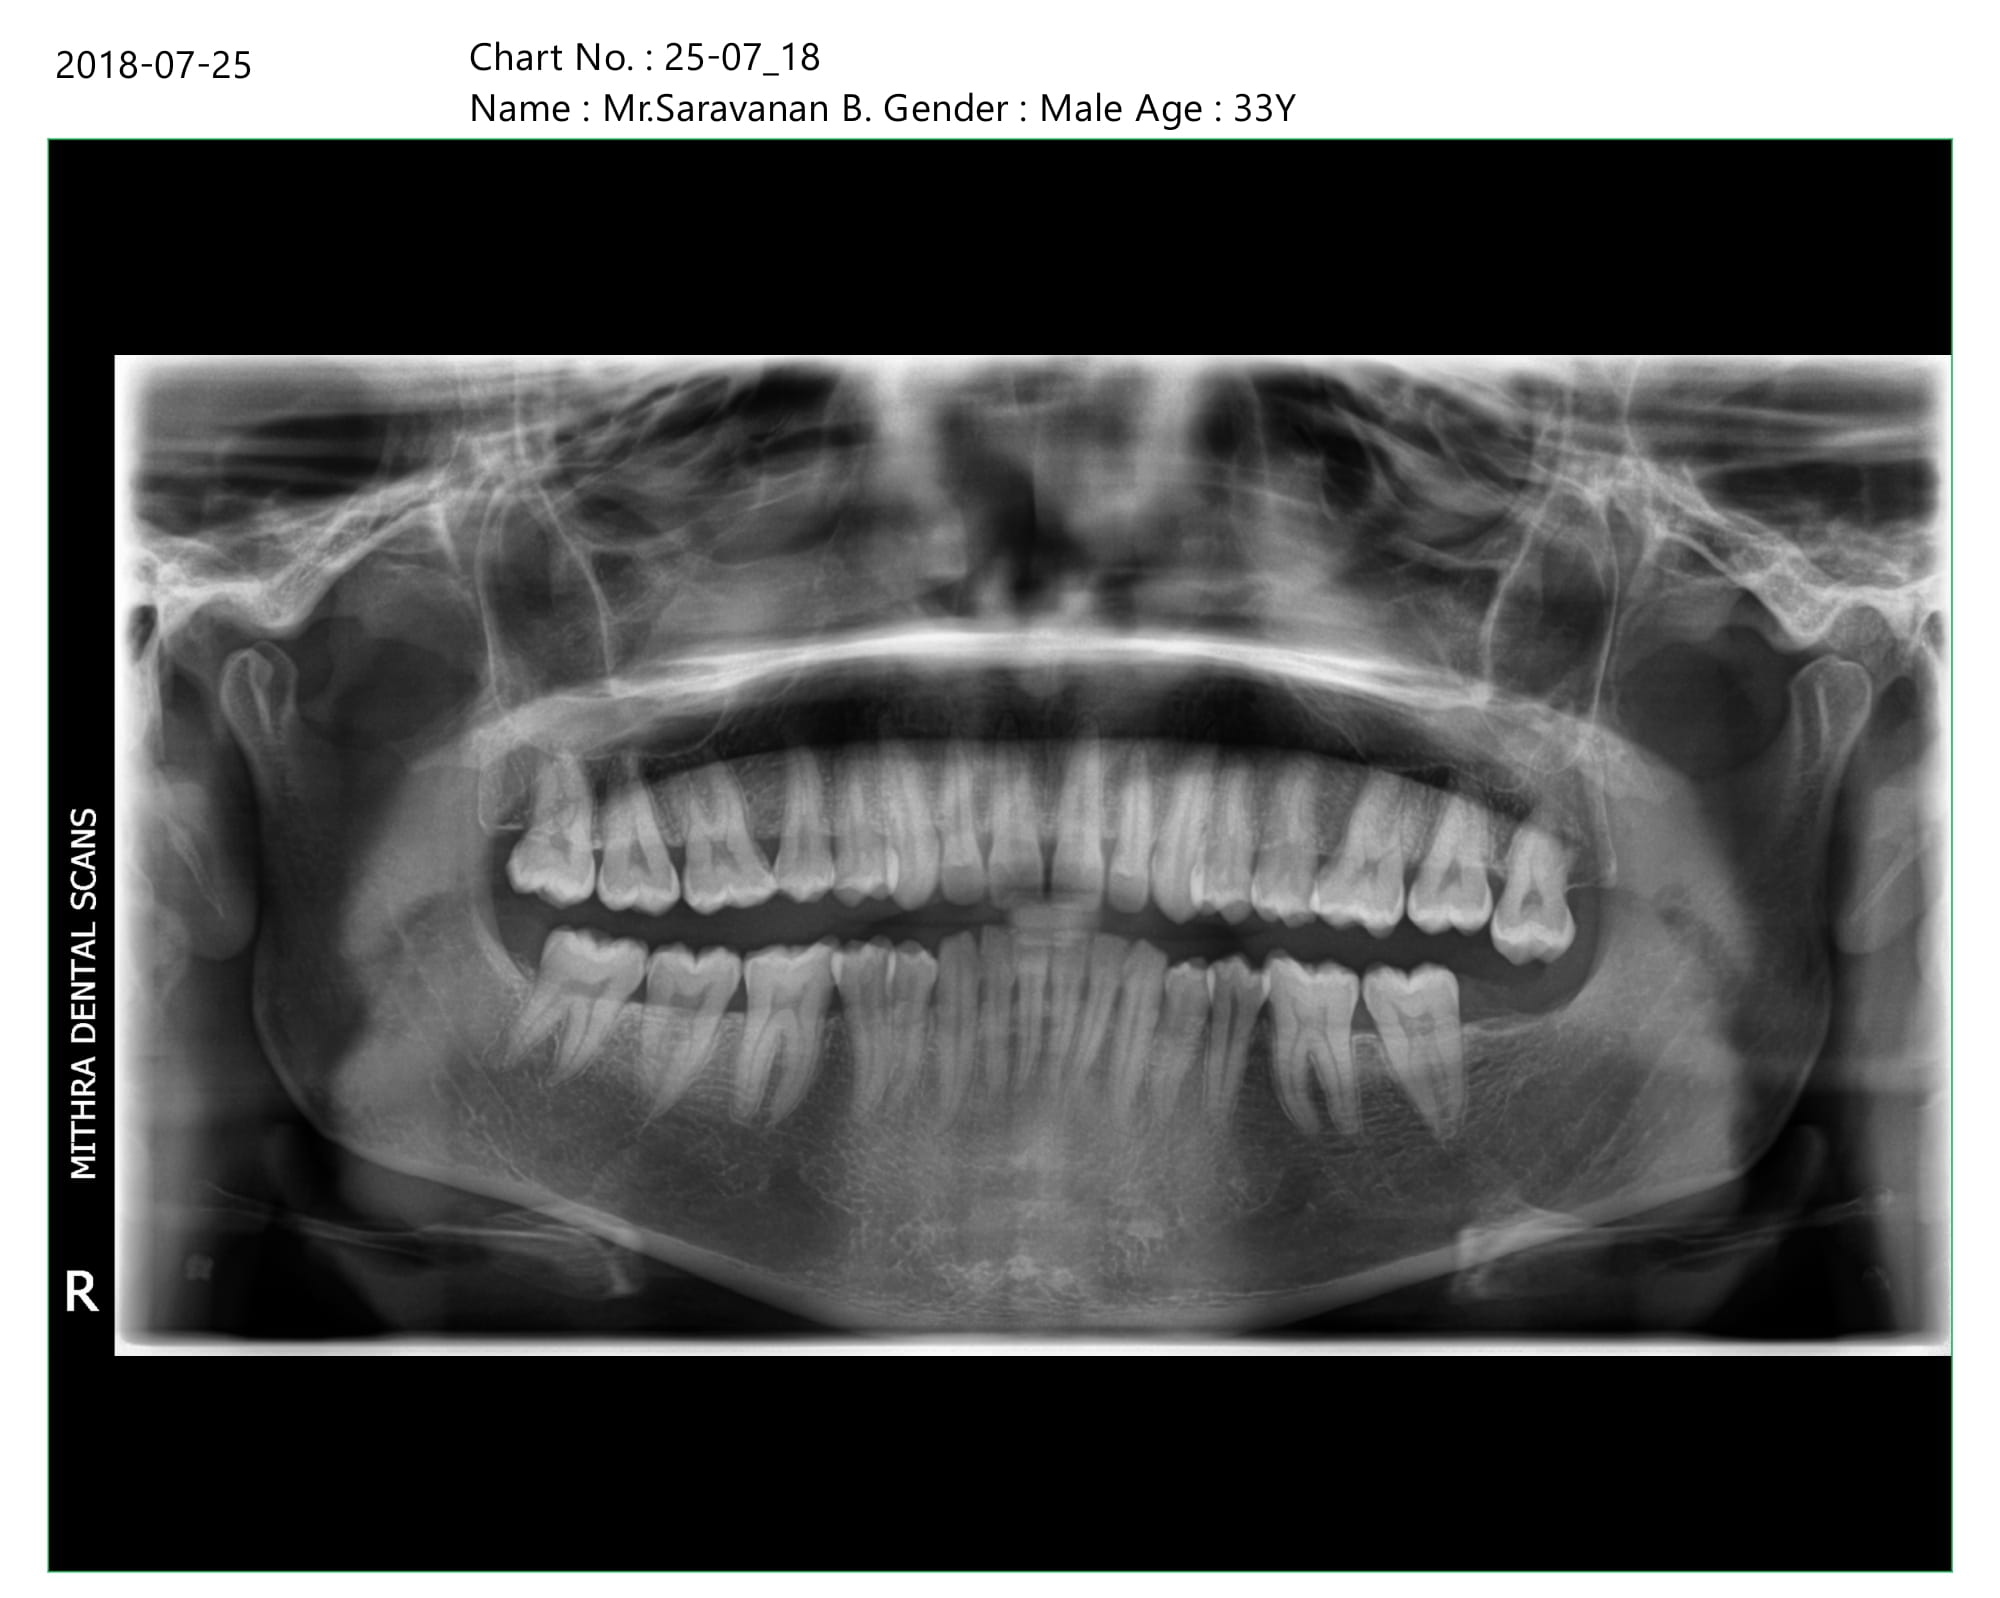 2018-07-25
Chart No. : 25-07_18
Name : Mr.Saravanan B. Gender : Male Age : 33Y
MITHRA DENTAL SCANS
R